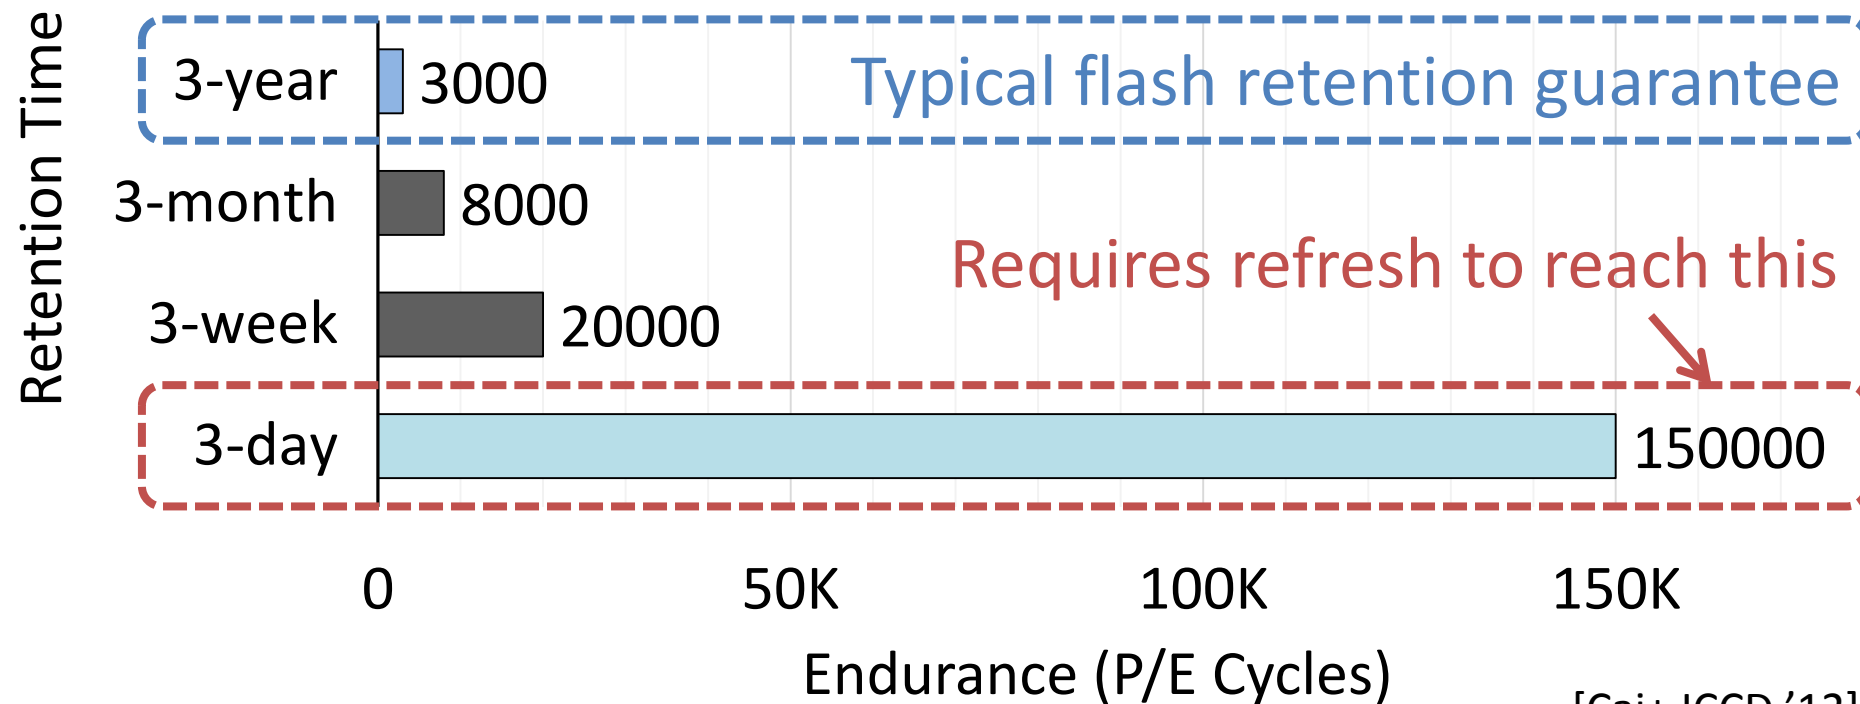 Retention Time
3-year 3000 Typical flash retention guarantee
3-month 8000
Requires refresh to reach this
3-week 20000
3-day 150000
0 50K 100K 150K
Endurance (P/E Cycles)